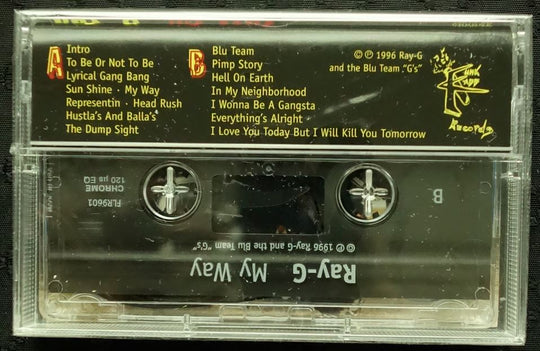 A
Intro
To Be Or Not To Be
Lyrical Gang Bang
Sun Shine · My Way
Representin · Head Rush
Hustla's And Balla's
The Dump Sight
B
Blu Team
Pimp Story
Hell On Earth
In My Neighborhood
I Wonna Be A Gangsta
Everything's Alright
I Love You Today But I Will Kill You Tomorrow
© ℗ 1996 Ray-G
and the Blu Team "G's"
Records
Ray-G My Way
© ℗ 1996 Ray-G and the Blu Team "G's"
B
FLR9601
CHROME
120 µs EQ